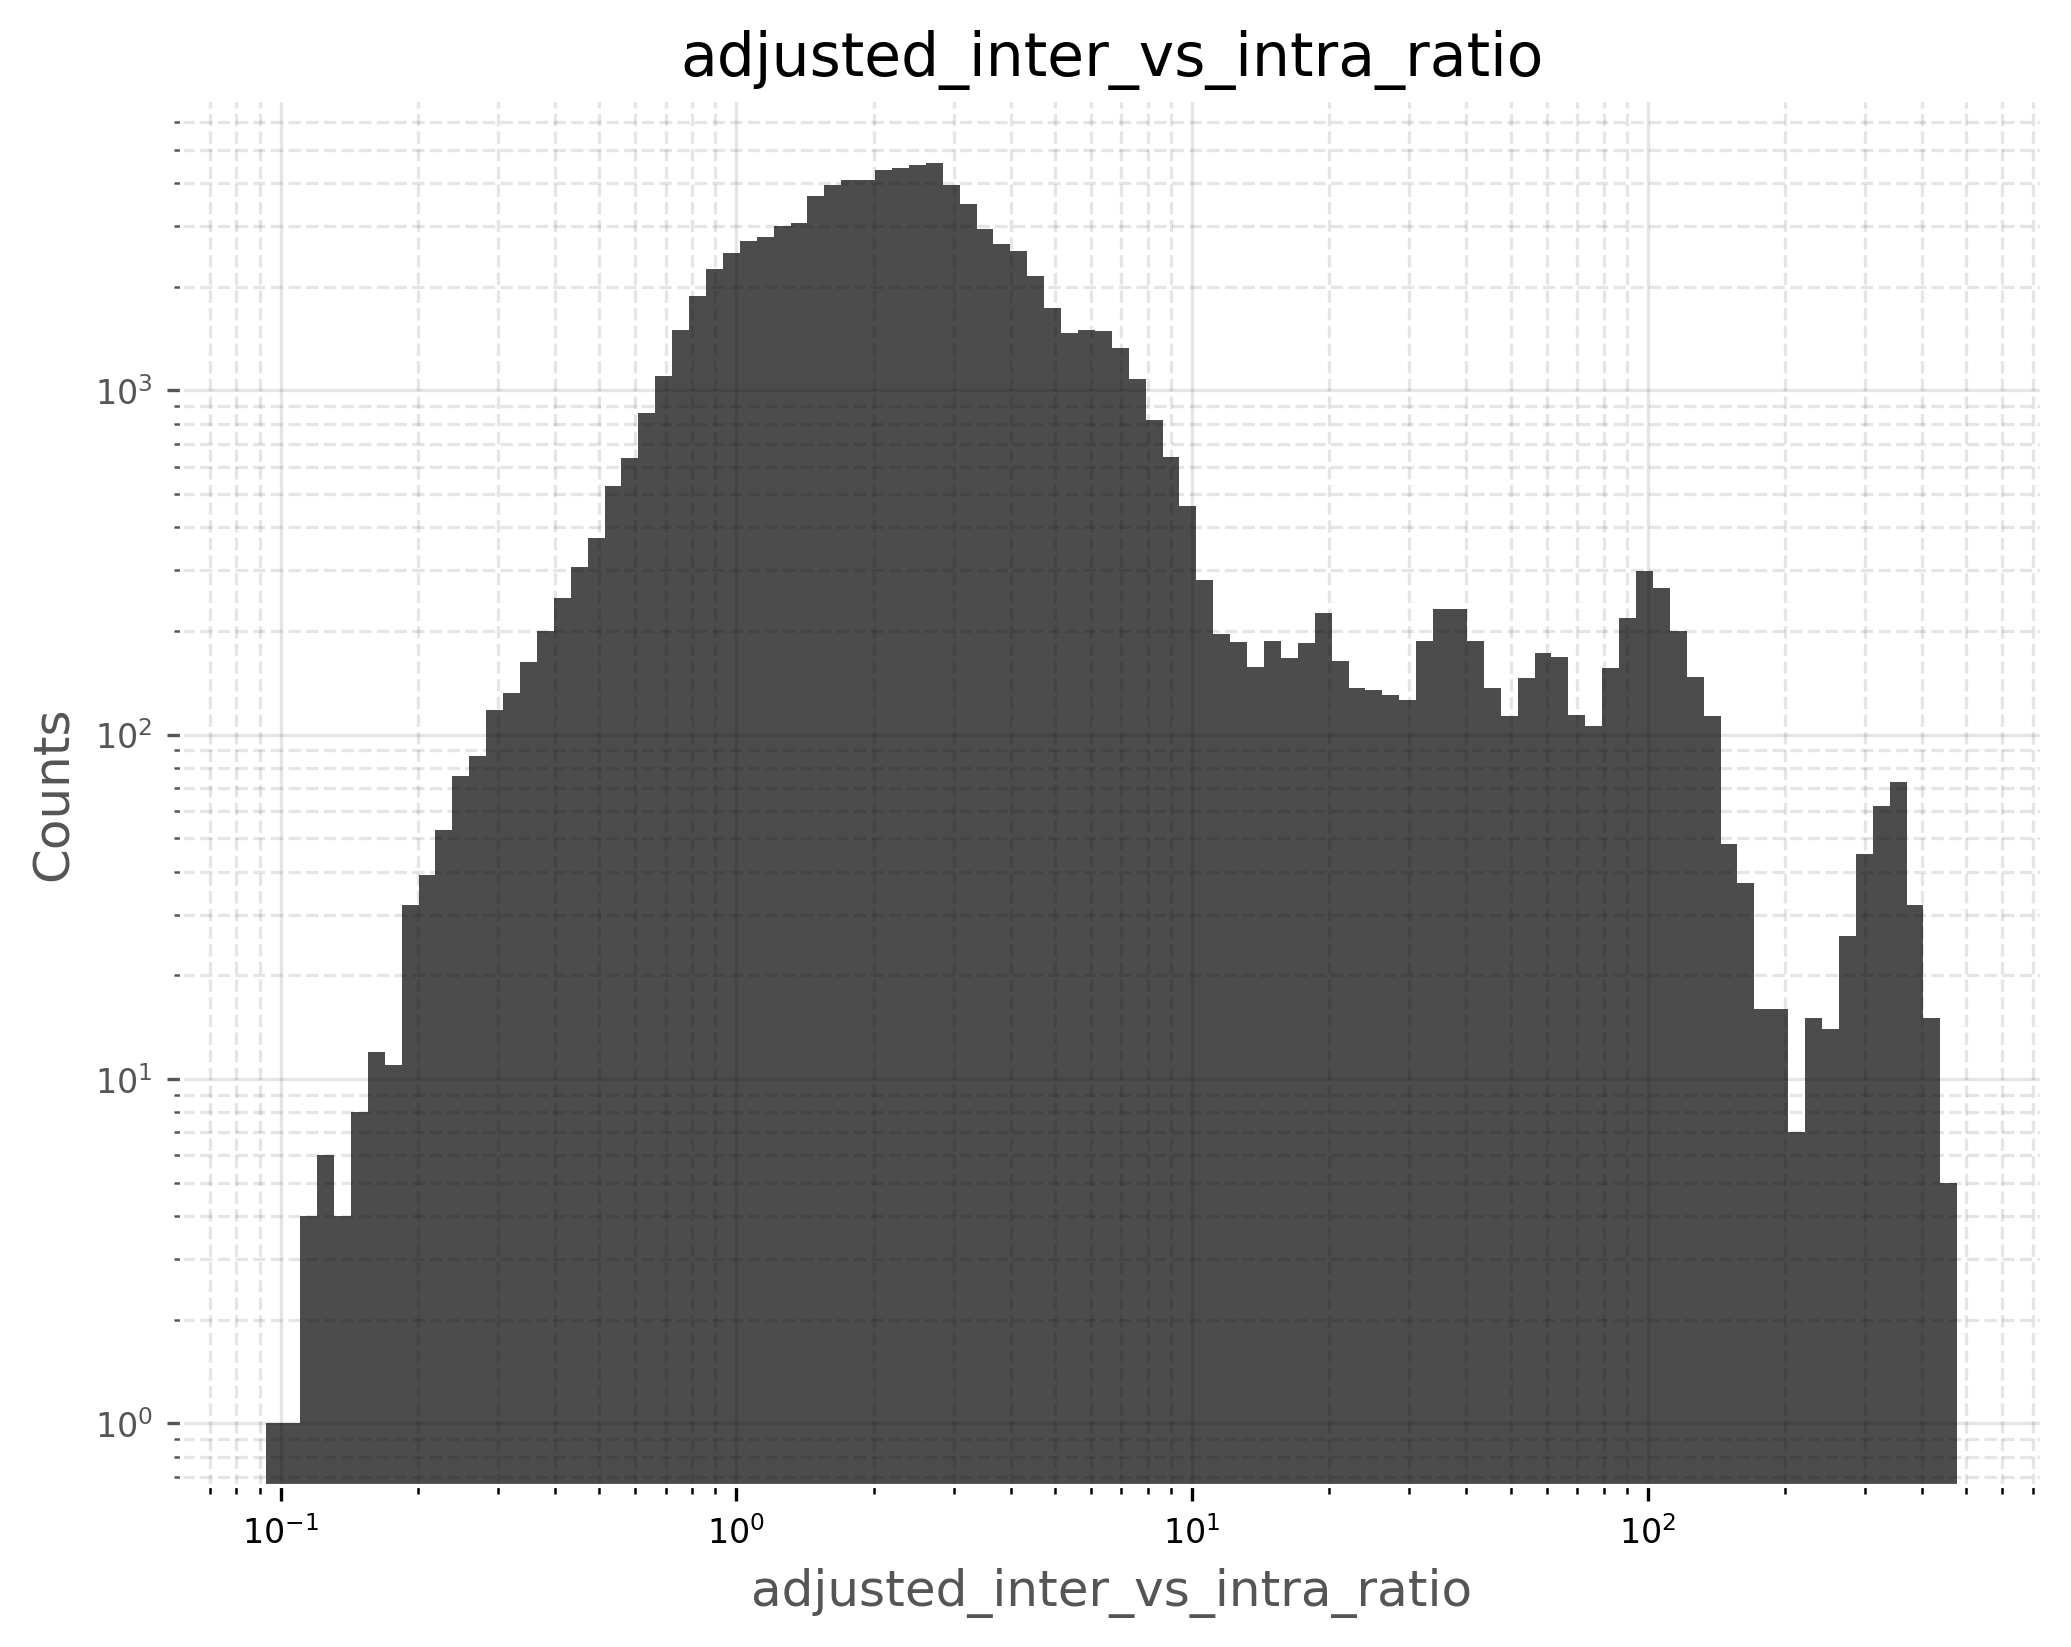 adjusted_inter_vs_intra_ratio
Counts
10³
10²
10¹
10⁰
10⁻¹ 10⁰ 10¹ 10²
adjusted_inter_vs_intra_ratio